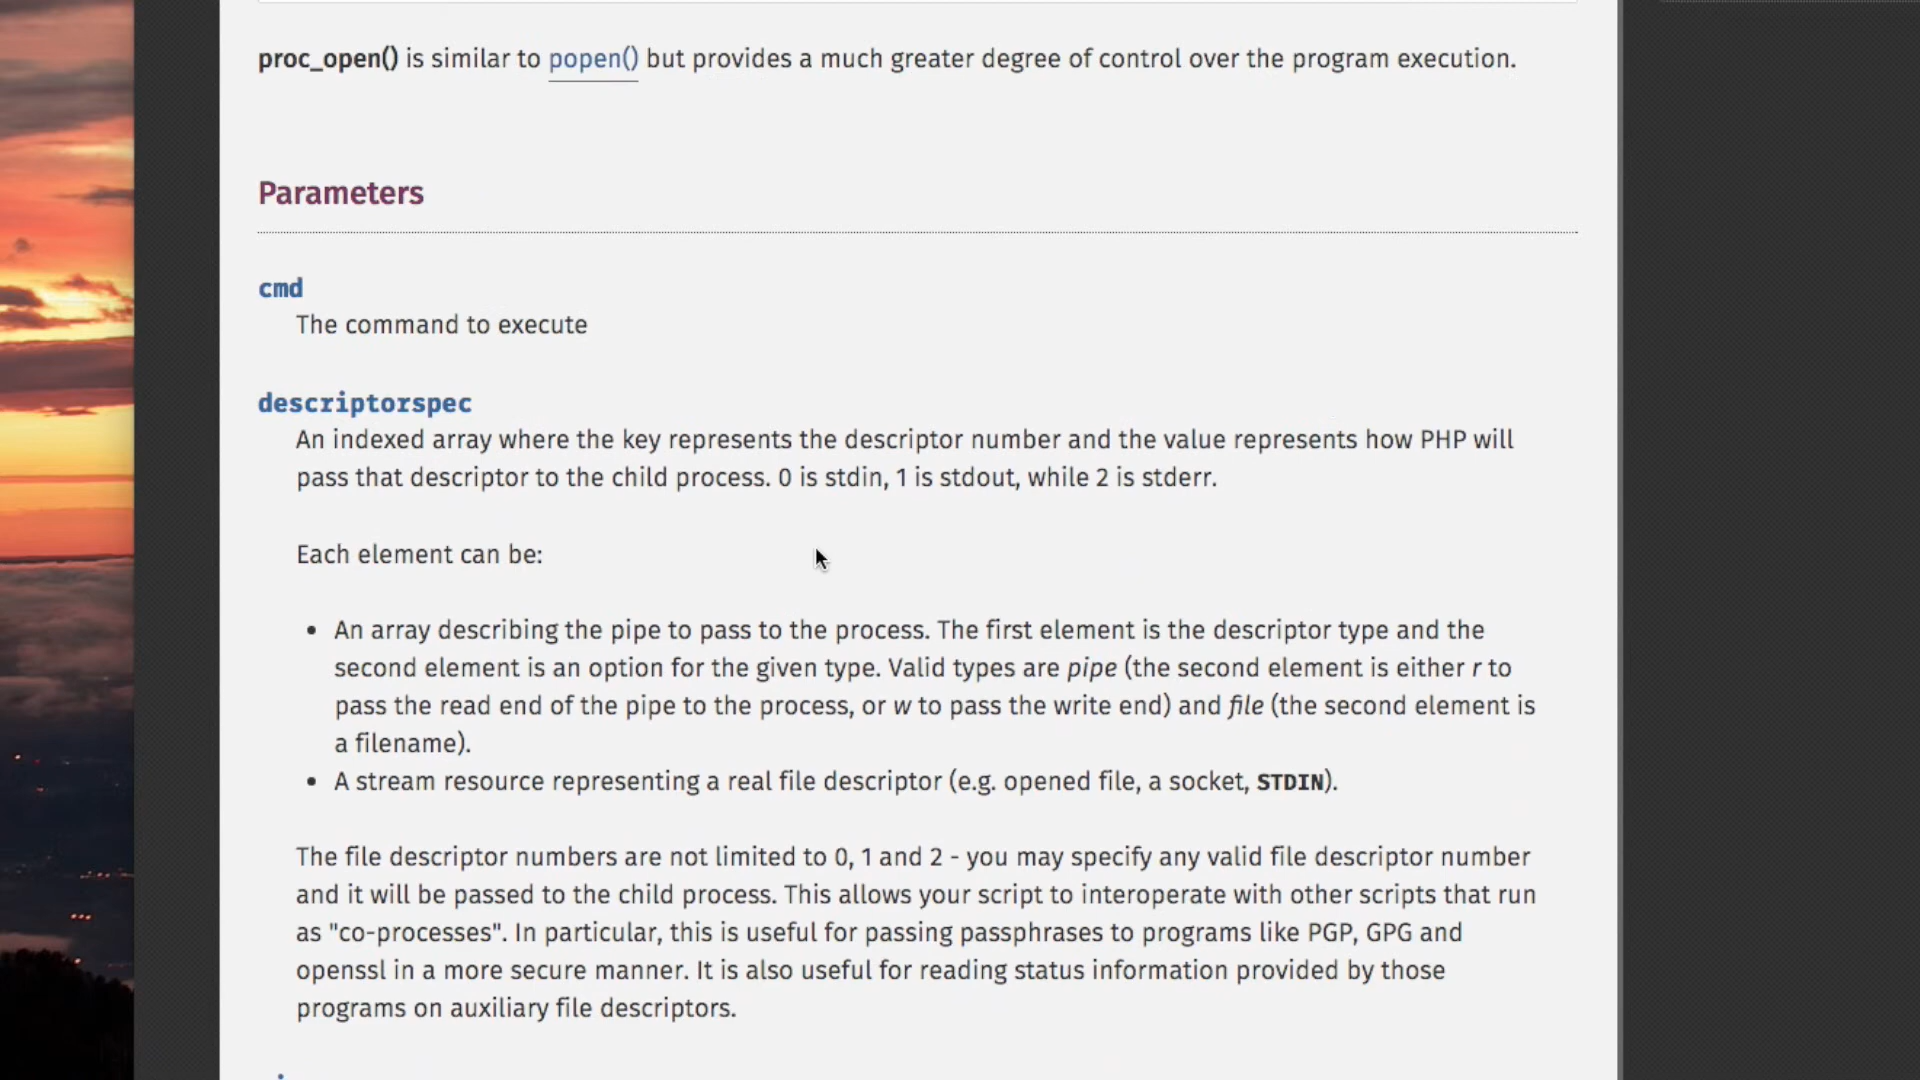 proc_open() is similar to popen() but provides a much greater degree of control over the program execution.
Parameters
cmd
The command to execute
descriptorspec
An indexed array where the key represents the descriptor number and the value represents how PHP will
pass that descriptor to the child process. 0 is stdin, 1 is stdout, while 2 is stderr.
Each element can be:
• An array describing the pipe to pass to the process. The first element is the descriptor type and the
second element is an option for the given type. Valid types are pipe (the second element is either r to
pass the read end of the pipe to the process, or w to pass the write end) and file (the second element is
a filename).
• A stream resource representing a real file descriptor (e.g. opened file, a socket, STDIN).
The file descriptor numbers are not limited to 0, 1 and 2 - you may specify any valid file descriptor number
and it will be passed to the child process. This allows your script to interoperate with other scripts that run
as "co-processes". In particular, this is useful for passing passphrases to programs like PGP, GPG and
openssl in a more secure manner. It is also useful for reading status information provided by those
programs on auxiliary file descriptors.